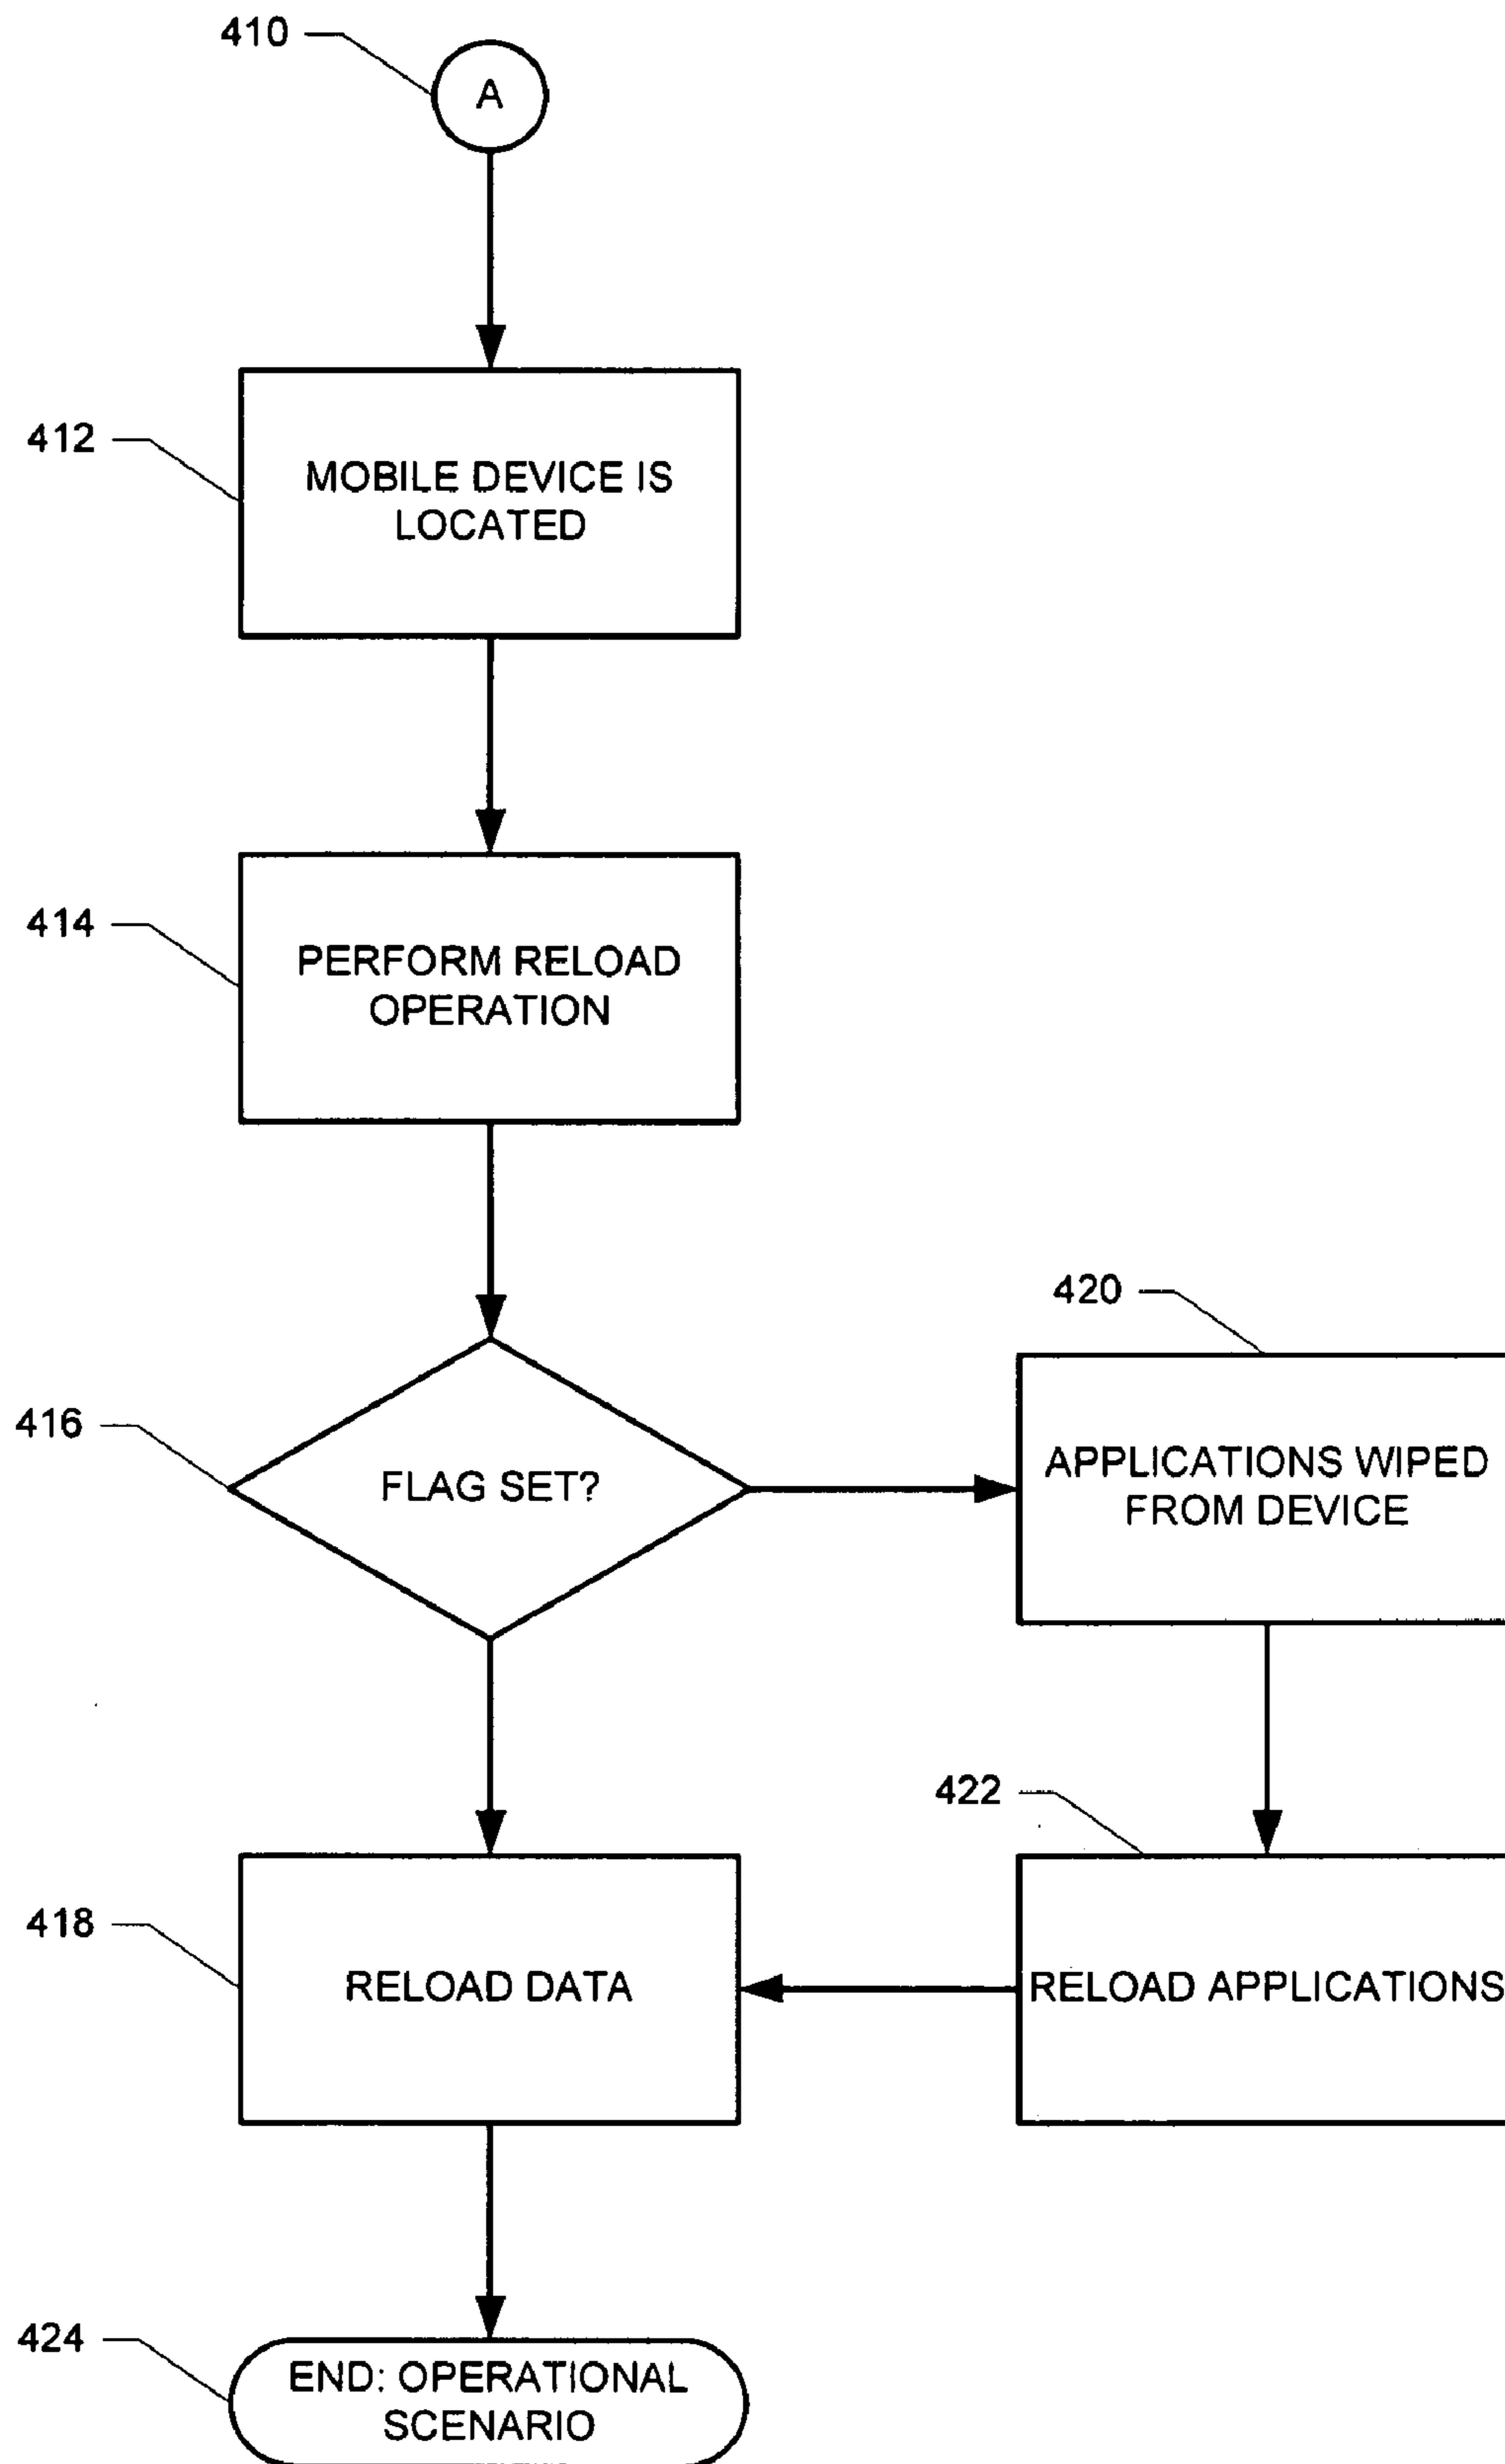 410
A
412
MOBILE DEVICE IS
LOCATED
414
PERFORM RELOAD
OPERATION
416
FLAG SET?
420
APPLICATIONS WIPED
FROM DEVICE
422
RELOAD APPLICATIONS
418
RELOAD DATA
424
END: OPERATIONAL
SCENARIO